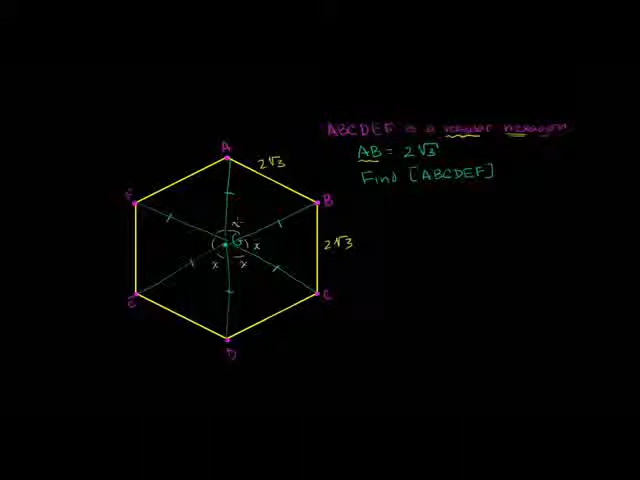 ABCDEF is a regular hexagon
AB = 2√3
Find [ABCDEF]
A
2√3
F
B
x
G
x
2√3
x
x
E
C
D